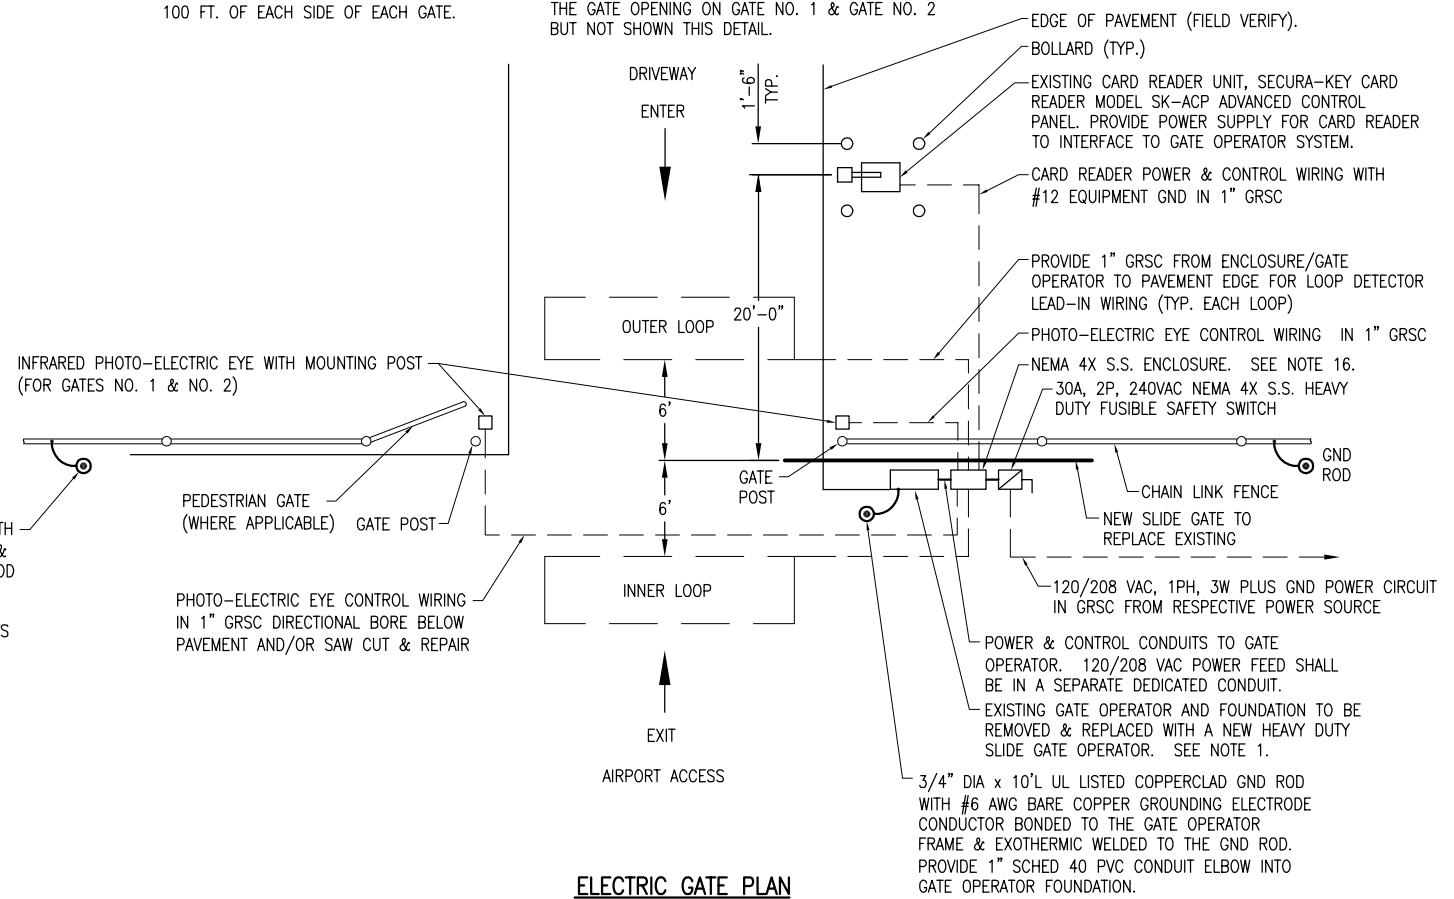 100 FT. OF EACH SIDE OF EACH GATE.
THE GATE OPENING ON GATE NO. 1 & GATE NO. 2
BUT NOT SHOWN THIS DETAIL.
DRIVEWAY
ENTER
1'-6"
TYP.
EDGE OF PAVEMENT (FIELD VERIFY).
BOLLARD (TYP.)
EXISTING CARD READER UNIT, SECURA-KEY CARD
READER MODEL SK-ACP ADVANCED CONTROL
PANEL. PROVIDE POWER SUPPLY FOR CARD READER
TO INTERFACE TO GATE OPERATOR SYSTEM.
CARD READER POWER & CONTROL WIRING WITH
#12 EQUIPMENT GND IN 1" GRSC
PROVIDE 1" GRSC FROM ENCLOSURE/GATE
OPERATOR TO PAVEMENT EDGE FOR LOOP DETECTOR
LEAD-IN WIRING (TYP. EACH LOOP)
OUTER LOOP
20'-0"
PHOTO-ELECTRIC EYE CONTROL WIRING IN 1" GRSC
INFRARED PHOTO-ELECTRIC EYE WITH MOUNTING POST
(FOR GATES NO. 1 & NO. 2)
NEMA 4X S.S. ENCLOSURE. SEE NOTE 16.
30A, 2P, 240VAC NEMA 4X S.S. HEAVY
DUTY FUSIBLE SAFETY SWITCH
6'
GND
ROD
GATE
POST
CHAIN LINK FENCE
PEDESTRIAN GATE
(WHERE APPLICABLE)
GATE POST
6'
NEW SLIDE GATE TO
REPLACE EXISTING
TH
&
OD
S
INNER LOOP
120/208 VAC, 1PH, 3W PLUS GND POWER CIRCUIT
IN GRSC FROM RESPECTIVE POWER SOURCE
PHOTO-ELECTRIC EYE CONTROL WIRING
IN 1" GRSC DIRECTIONAL BORE BELOW
PAVEMENT AND/OR SAW CUT & REPAIR
POWER & CONTROL CONDUITS TO GATE
OPERATOR. 120/208 VAC POWER FEED SHALL
BE IN A SEPARATE DEDICATED CONDUIT.
EXISTING GATE OPERATOR AND FOUNDATION TO BE
REMOVED & REPLACED WITH A NEW HEAVY DUTY
SLIDE GATE OPERATOR. SEE NOTE 1.
EXIT
AIRPORT ACCESS
3/4" DIA x 10'L UL LISTED COPPERCLAD GND ROD
WITH #6 AWG BARE COPPER GROUNDING ELECTRODE
CONDUCTOR BONDED TO THE GATE OPERATOR
FRAME & EXOTHERMIC WELDED TO THE GND ROD.
PROVIDE 1" SCHED 40 PVC CONDUIT ELBOW INTO
GATE OPERATOR FOUNDATION.
ELECTRIC GATE PLAN